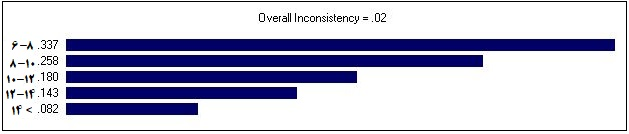 Overall Inconsistency = .02
۶-۸ .337
۸-۱۰ .258
۱۰-۱۲ .180
۱۲-۱۴ .143
۱۴ < .082